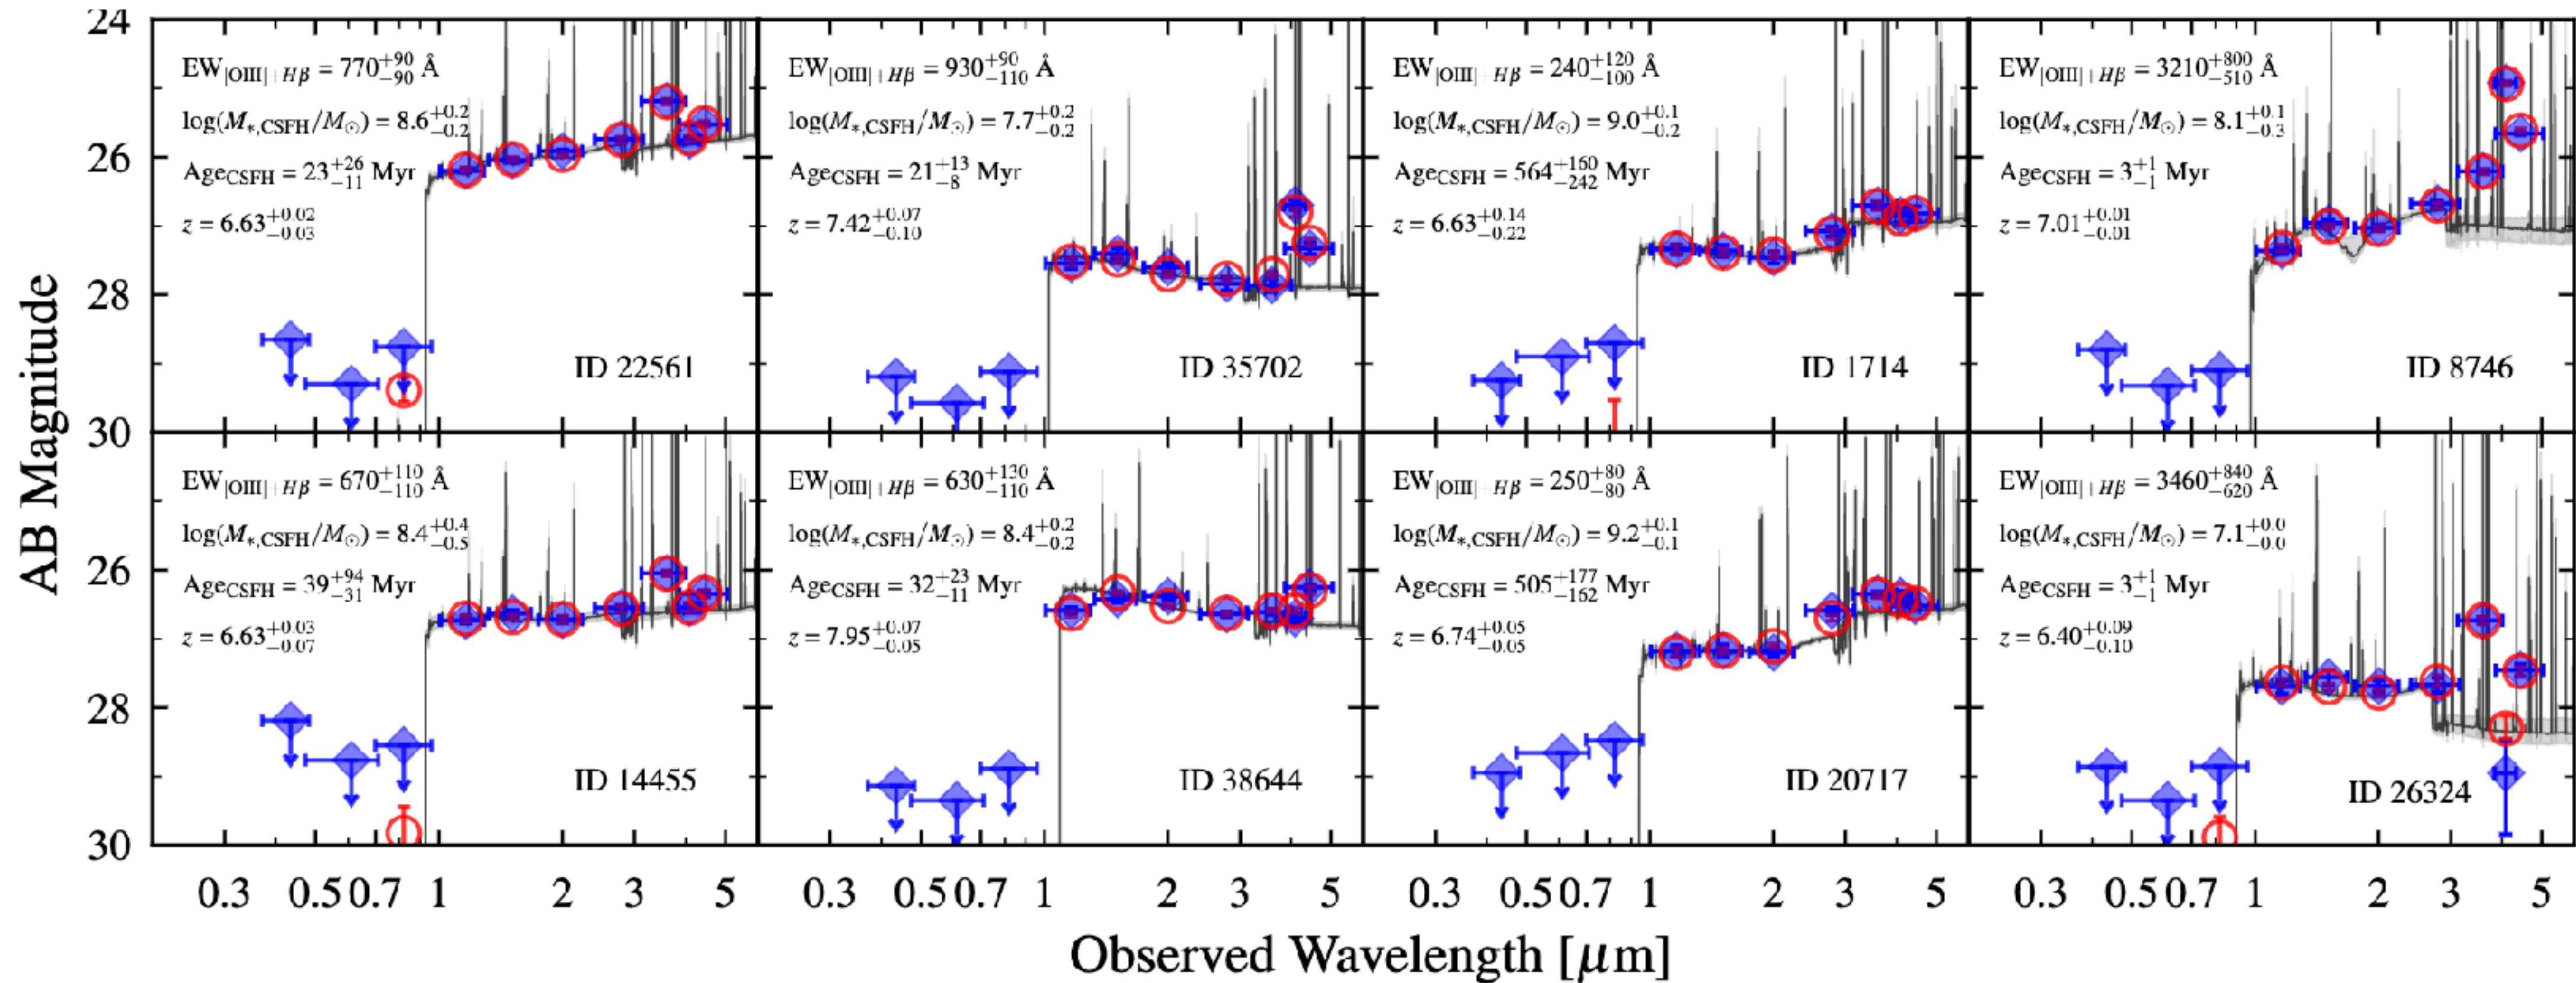 AB Magnitude
24
26
28
30
26
28
30
EW[OIII]+Hβ = 770 +90 −90 Å
log(M*,CSFH/M⊙) = 8.6 +0.2 −0.2
AgeCSFH = 23 +26 −11 Myr
z = 6.63 +0.02 −0.03
ID 22561
EW[OIII]+Hβ = 930 +90 −110 Å
log(M*,CSFH/M⊙) = 7.7 +0.2 −0.2
AgeCSFH = 21 +13 −8 Myr
z = 7.42 +0.07 −0.10
ID 35702
EW[OIII]+Hβ = 240 +120 −100 Å
log(M*,CSFH/M⊙) = 9.0 +0.1 −0.2
AgeCSFH = 564 +160 −242 Myr
z = 6.63 +0.14 −0.22
ID 1714
EW[OIII]+Hβ = 3210 +800 −510 Å
log(M*,CSFH/M⊙) = 8.1 +0.1 −0.3
AgeCSFH = 3 +1 −1 Myr
z = 7.01 +0.01 −0.01
ID 8746
EW[OIII]+Hβ = 670 +110 −110 Å
log(M*,CSFH/M⊙) = 8.4 +0.4 −0.5
AgeCSFH = 39 +94 −31 Myr
z = 6.63 +0.03 −0.07
ID 14455
EW[OIII]+Hβ = 630 +130 −110 Å
log(M*,CSFH/M⊙) = 8.4 +0.2 −0.2
AgeCSFH = 32 +23 −11 Myr
z = 7.95 +0.07 −0.05
ID 38644
EW[OIII]+Hβ = 250 +80 −80 Å
log(M*,CSFH/M⊙) = 9.2 +0.1 −0.1
AgeCSFH = 505 +177 −162 Myr
z = 6.74 +0.05 −0.05
ID 20717
EW[OIII]+Hβ = 3460 +840 −620 Å
log(M*,CSFH/M⊙) = 7.1 +0.0 −0.0
AgeCSFH = 3 +1 −1 Myr
z = 6.40 +0.09 −0.10
ID 26324
0.3 0.5 0.7 1 2 3 5 0.3 0.5 0.7 1 2 3 5 0.3 0.5 0.7 1 2 3 5 0.3 0.5 0.7 1 2 3 5
Observed Wavelength [μm]